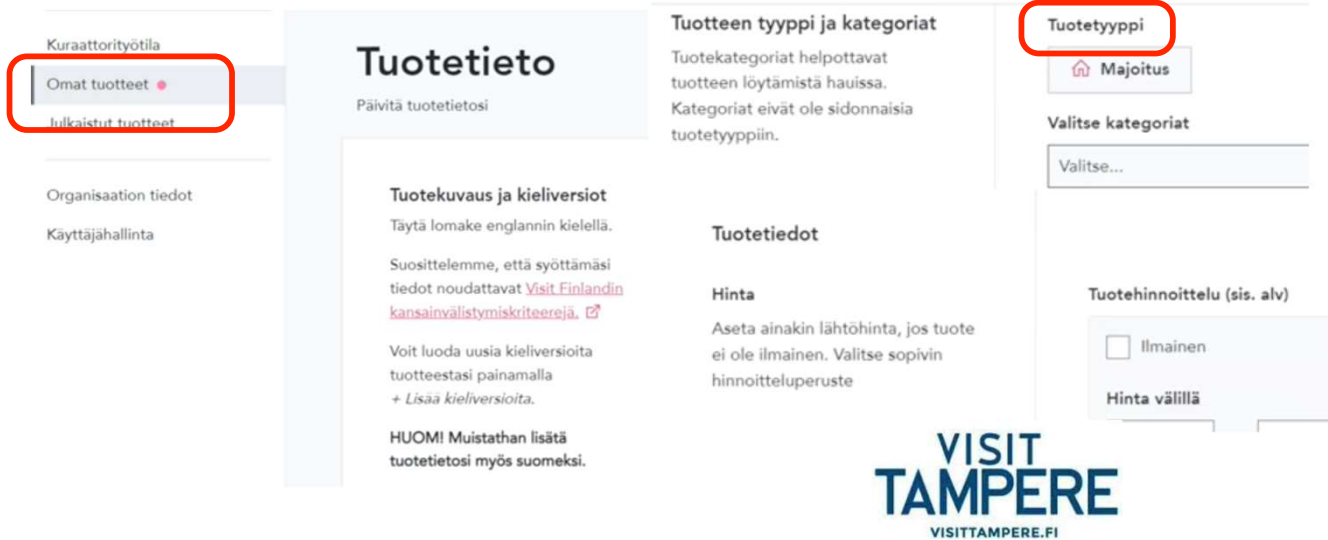 Kuraattorityötila
Omat tuotteet
Julkaistut tuotteet
Organisaation tiedot
Käyttäjähallinta
Tuotetieto
Päivitä tuotetietosi
Tuotekuvaus ja kieliversiot
Täytä lomake englannin kielellä.
Suosittelemme, että syöttämäsi
tiedot noudattavat Visit Finlandin
kansainvälistymiskriteerejä.
Voit luoda uusia kieliversioita
tuotteestasi painamalla
+ Lisää kieliversioita.
HUOM! Muistathan lisätä
tuotetietosi myös suomeksi.
Tuotteen tyyppi ja kategoriat
Tuotekategoriat helpottavat
tuotteen löytämistä hauissa.
Kategoriat eivät ole sidonnaisia
tuotetyyppiin.
Tuotetyyppi
Majoitus
Valitse kategoriat
Valitse...
Tuotetiedot
Hinta
Aseta ainakin lähtöhinta, jos tuote
ei ole ilmainen. Valitse sopivin
hinnoitteluperuste
Tuotehinnoittelu (sis. alv)
Ilmainen
Hinta välillä
VISIT
TAMPERE
VISITTAMPERE.FI